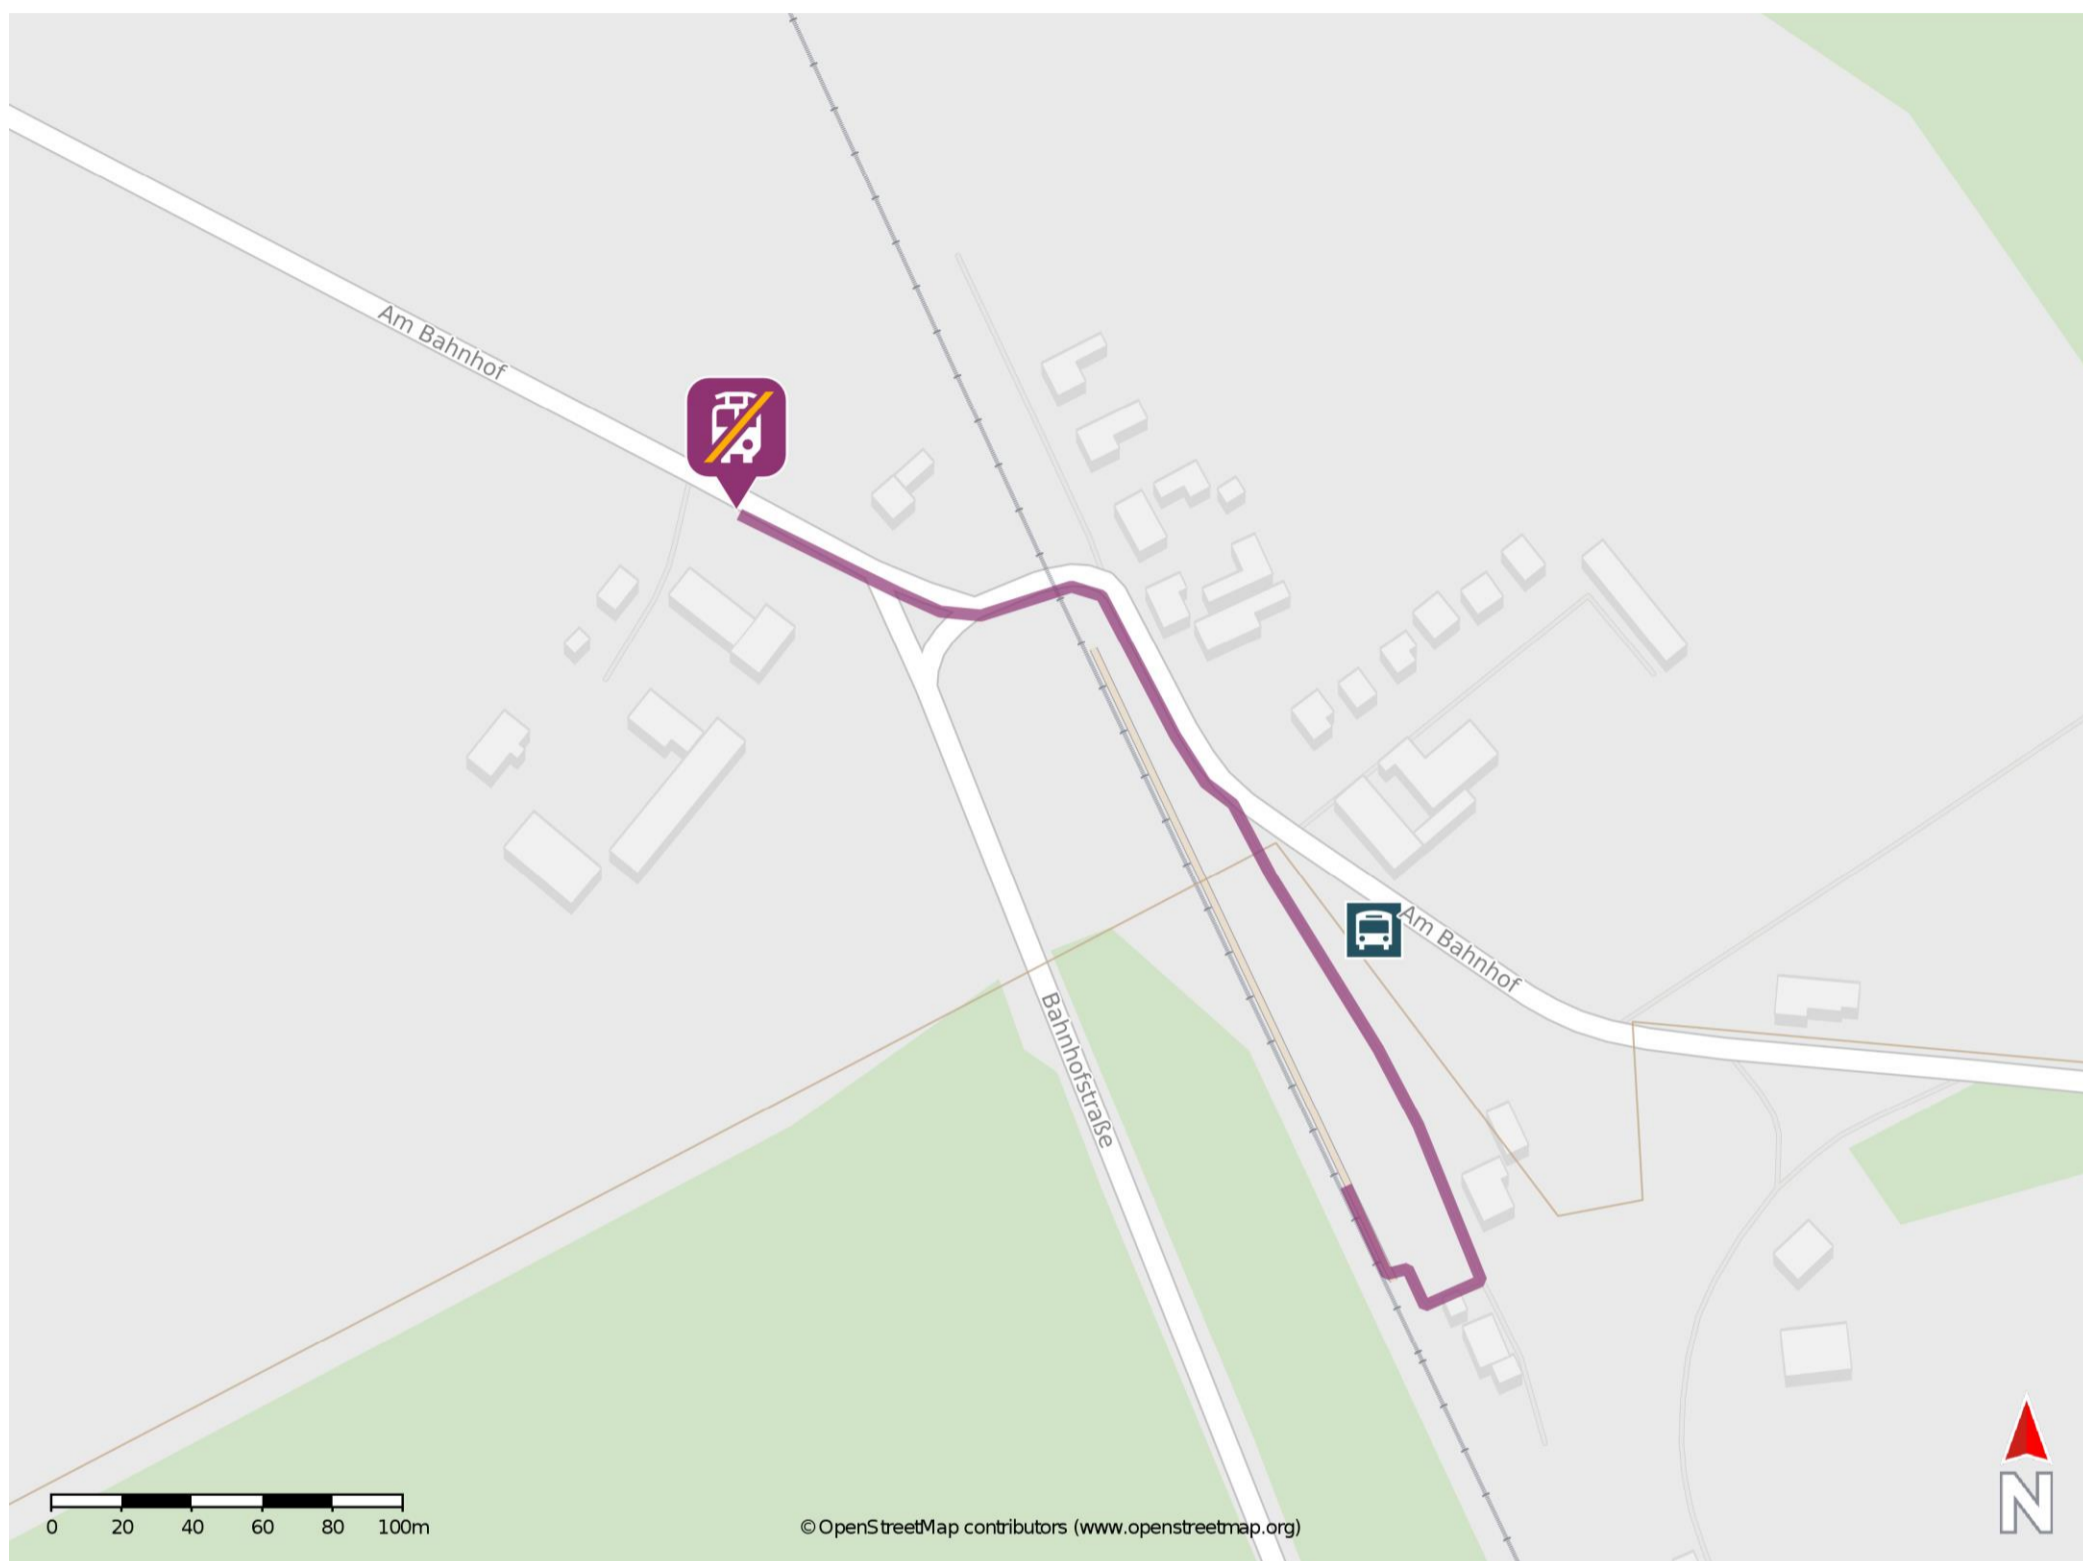 Am Bahnhof
Am Bahnhof
Bahnhofstraße
N
0 20 40 60 80 100m
© OpenStreetMap contributors (www.openstreetmap.org)